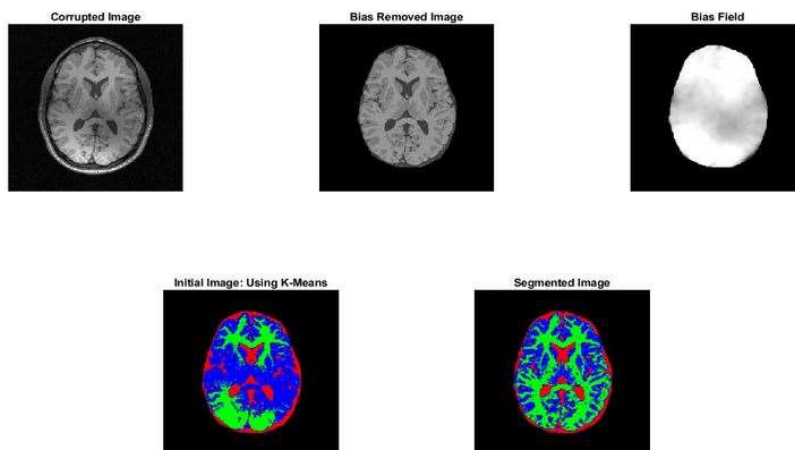 Corrupted Image
Bias Removed Image
Bias Field
Initial Image: Using K-Means
Segmented Image